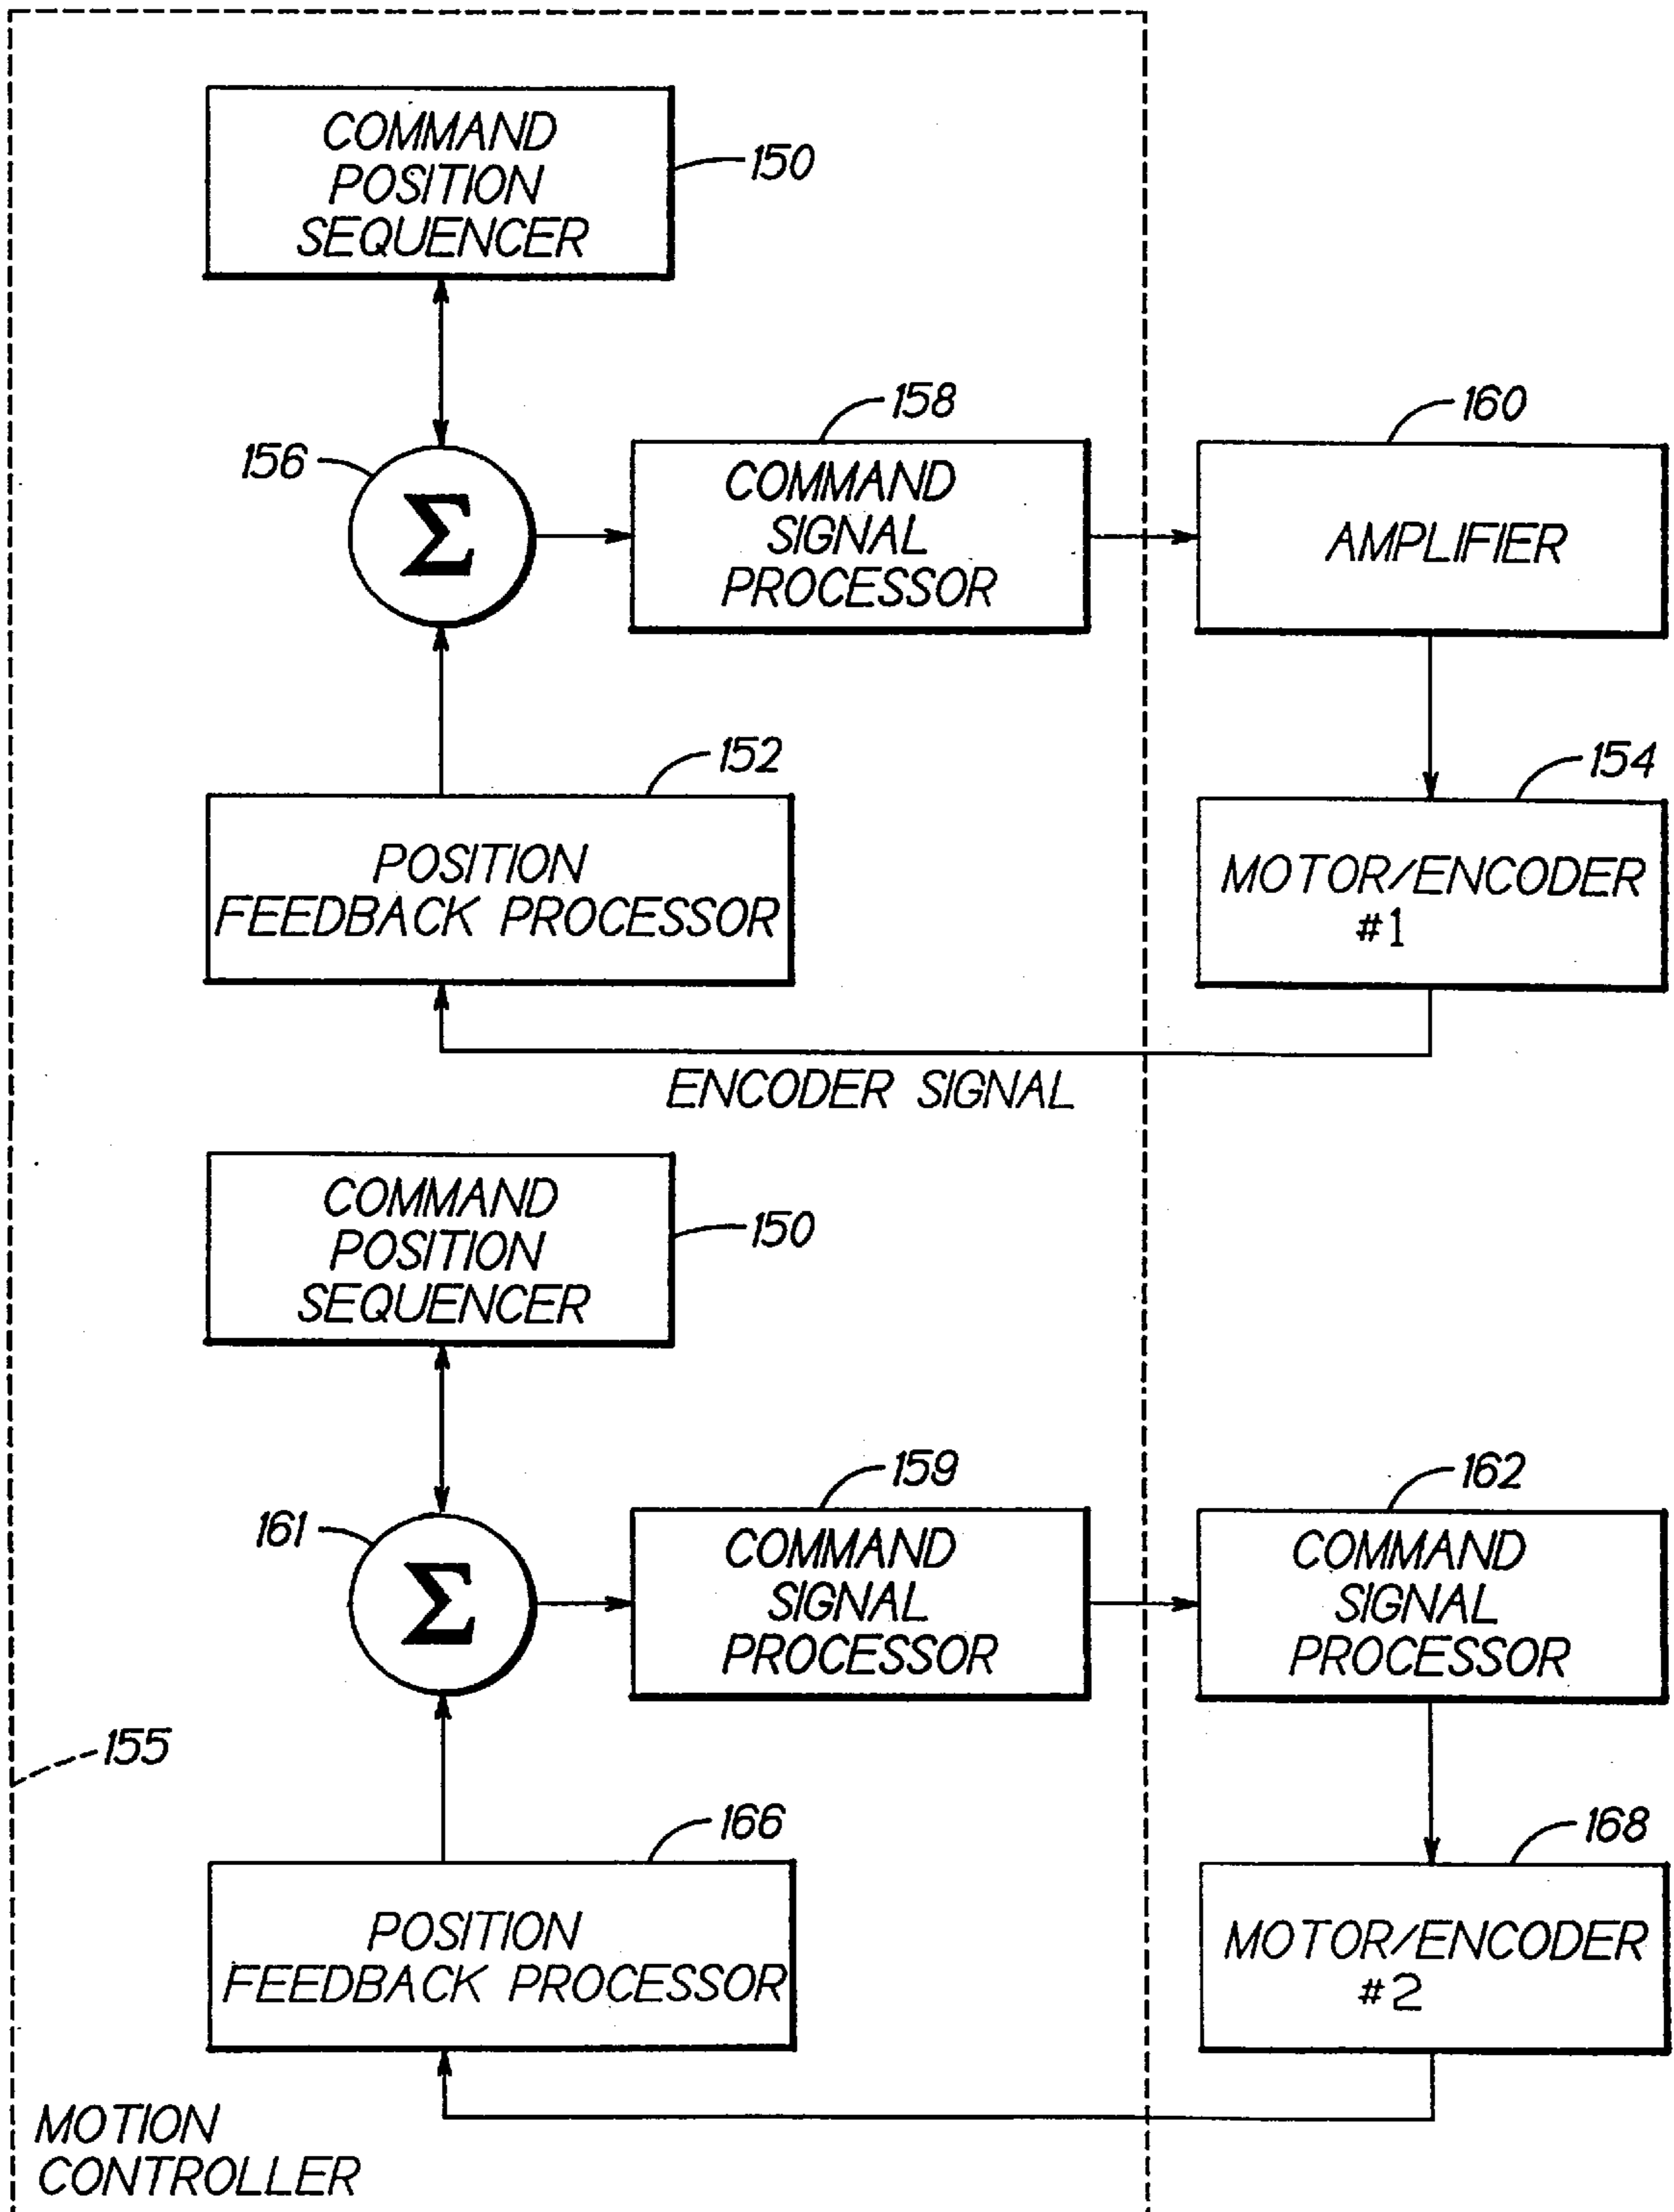 COMMAND
POSITION
SEQUENCER
150
156
Σ
158
COMMAND
SIGNAL
PROCESSOR
160
AMPLIFIER
152
POSITION
FEEDBACK PROCESSOR
154
MOTOR/ENCODER
#1
ENCODER SIGNAL
COMMAND
POSITION
SEQUENCER
150
161
Σ
159
COMMAND
SIGNAL
PROCESSOR
162
COMMAND
SIGNAL
PROCESSOR
155
166
POSITION
FEEDBACK PROCESSOR
168
MOTOR/ENCODER
#2
MOTION
CONTROLLER